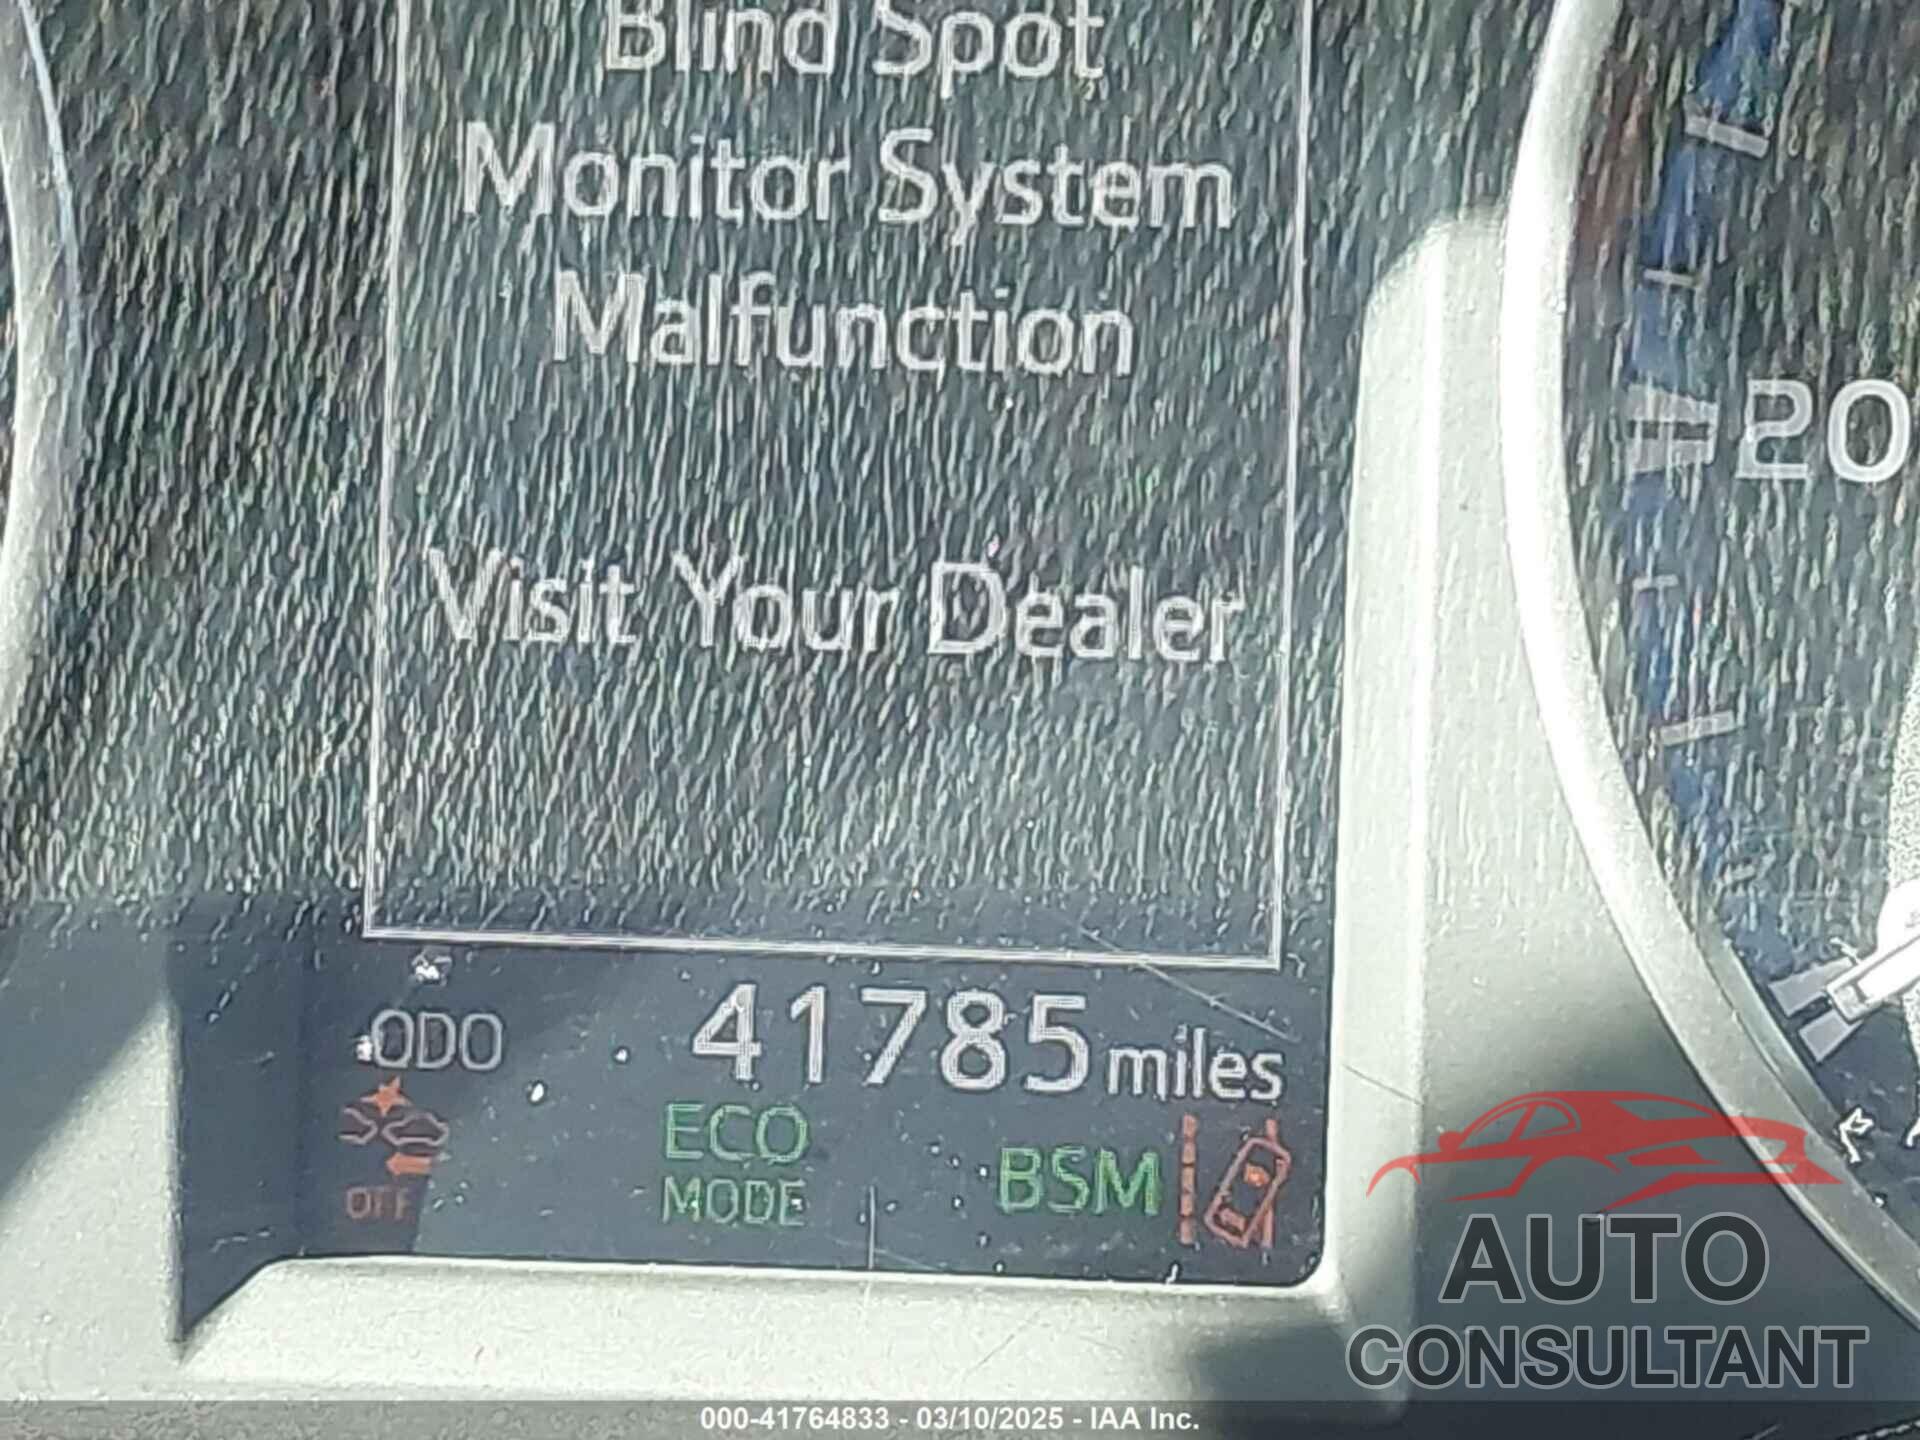 Blind Spot
Monitor System
Malfunction
Visit Your Dealer
20
ODO 41785 miles
OFF
ECO
MODE
BSM
AUTO
CONSULTANT
000-41764833 - 03/10/2025 - IAA Inc.